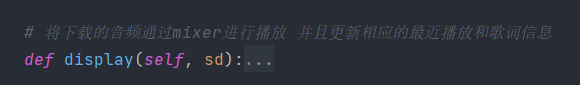 # 将下载的音频通过mixer进行播放 并且更新相应的最近播放和歌词信息
def display(self, sd):...